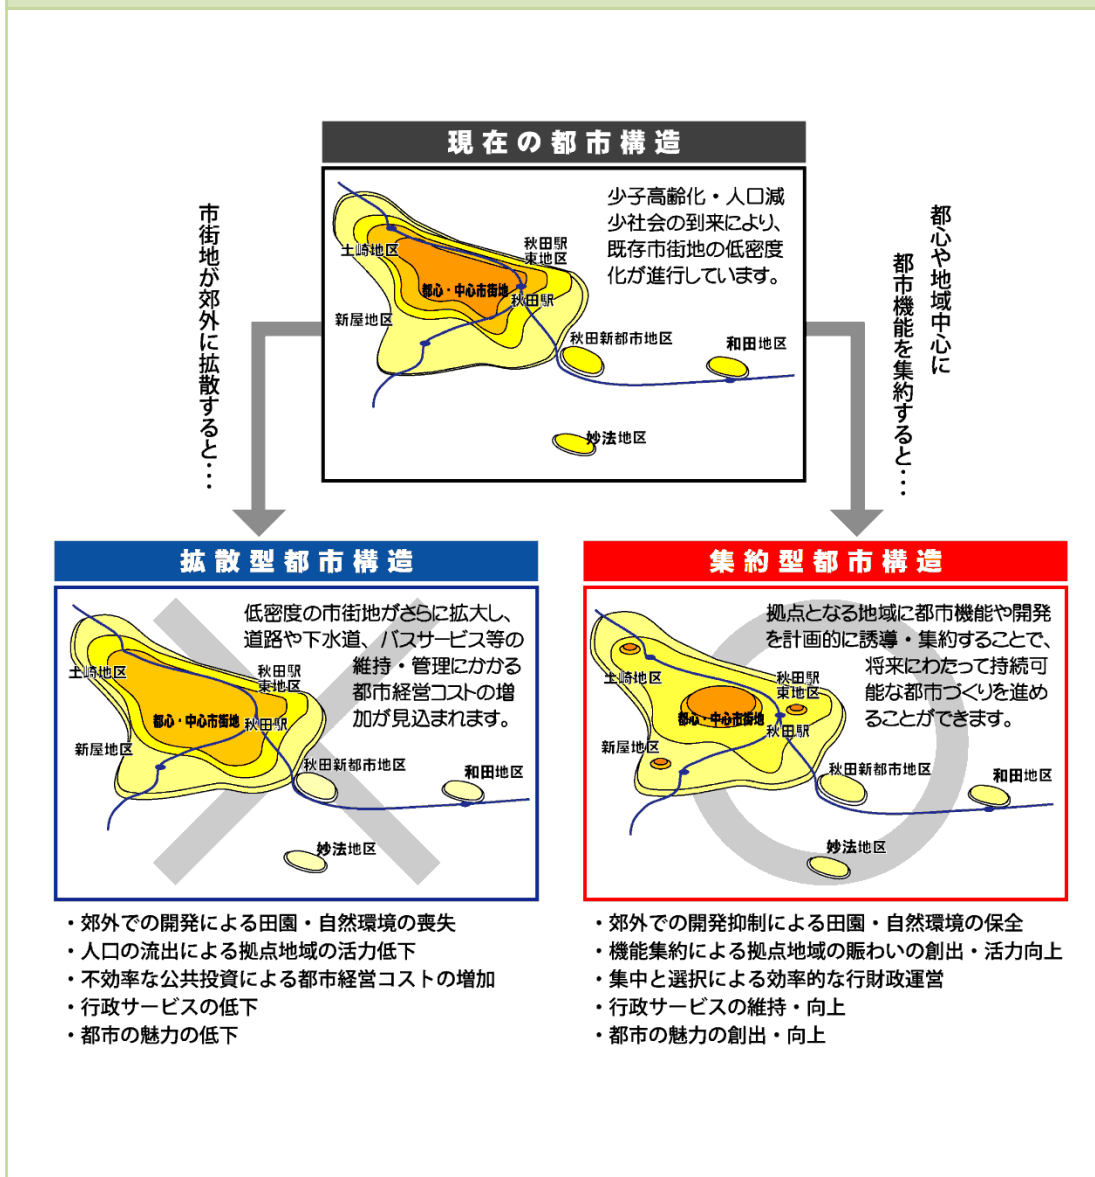 現在の都市構造
少子高齢化・人口減
少社会の到来により、
既存市街地の低密度
化が進行しています。
土崎地区
秋田駅
東地区
都心・中心市街地
秋田駅
新屋地区
秋田新都市地区
和田地区
妙法地区
市街地が郊外に拡散すると…
都心や地域中心に
都市機能を集約すると…
拡散型都市構造
低密度の市街地がさらに拡大し、
道路や下水道、バスサービス等の
維持・管理にかかる
都市経営コストの増
加が見込まれます。
土崎地区
秋田駅
東地区
都心・中心市街地
秋田駅
新屋地区
秋田新都市地区
和田地区
妙法地区
・郊外での開発による田園・自然環境の喪失
・人口の流出による拠点地域の活力低下
・不効率な公共投資による都市経営コストの増加
・行政サービスの低下
・都市の魅力の低下
集約型都市構造
拠点となる地域に都市機能や開発
を計画的に誘導・集約することで、
将来にわたって持続可
能な都市づくりを進め
ることができます。
土崎地区
秋田駅
東地区
都心・中心市街地
秋田駅
新屋地区
秋田新都市地区
和田地区
妙法地区
・郊外での開発抑制による田園・自然環境の保全
・機能集約による拠点地域の賑わいの創出・活力向上
・集中と選択による効率的な行財政運営
・行政サービスの維持・向上
・都市の魅力の創出・向上